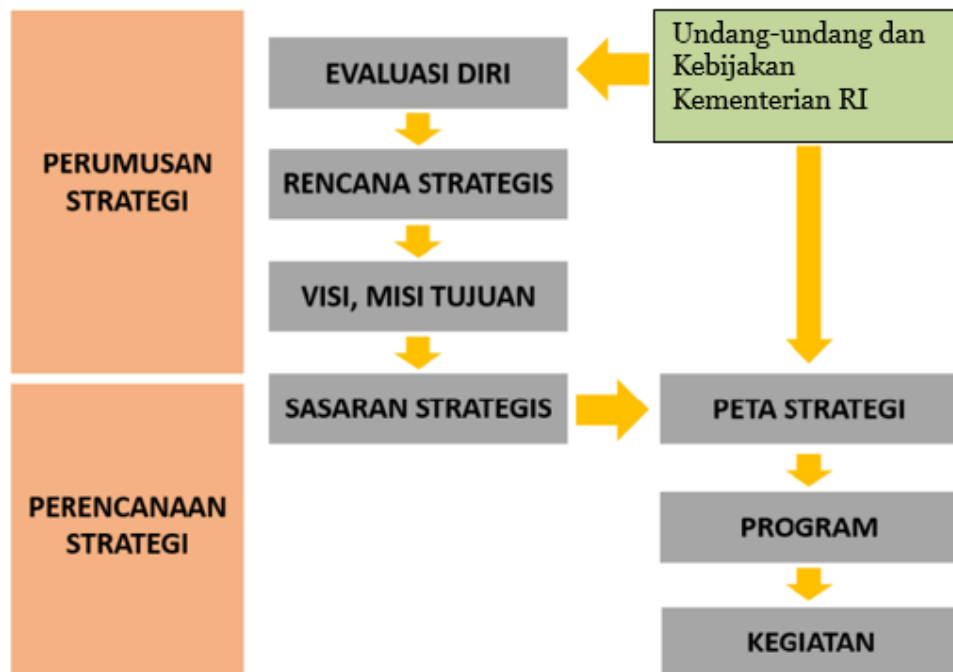 PERUMUSAN
STRATEGI
EVALUASI DIRI
Undang-undang dan
Kebijakan
Kementerian RI
RENCANA STRATEGIS
VISI, MISI TUJUAN
PERENCANAAN
STRATEGI
SASARAN STRATEGIS
PETA STRATEGI
PROGRAM
KEGIATAN